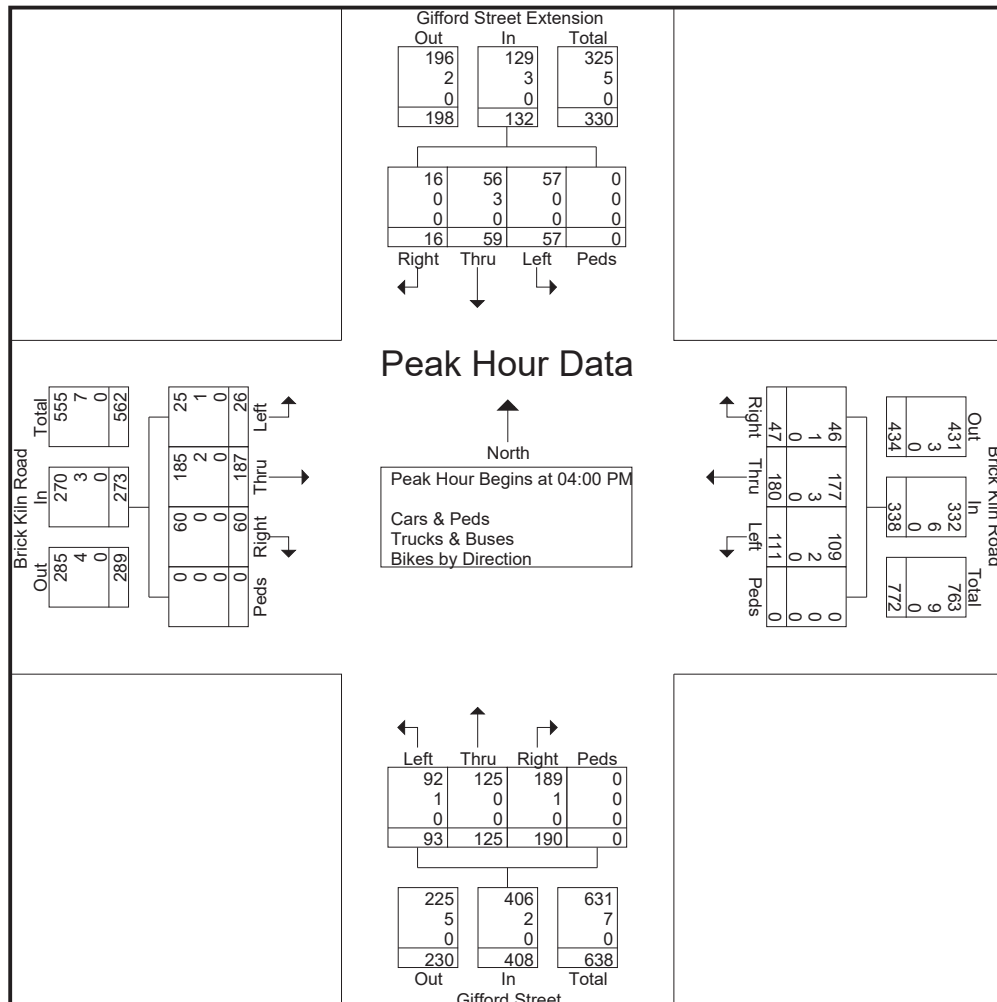 Gifford Street Extension
Out In Total
196 129 325
2 3 5
0 0 0
198 132 330
16 56 57 0
0 3 0 0
0 0 0 0
16 59 57 0
Right Thru Left Peds
Peak Hour Data
North
Peak Hour Begins at 04:00 PM
Cars & Peds
Trucks & Buses
Bikes by Direction
Brick Kiln Road
Out In Total
285 270 555
4 3 7
0 0 0
289 273 562
Peds Right Thru Left
0 60 185 25
0 0 2 1
0 0 0 0
0 60 187 26
Brick Kiln Road
Out In Total
431 332 763
3 6 9
0 0 0
434 338 772
46 177 109 0
1 3 2 0
0 0 0 0
47 180 111 0
Right Thru Left Peds
Left Thru Right Peds
92 125 189 0
1 0 1 0
0 0 0 0
93 125 190 0
225 406 631
5 2 7
0 0 0
230 408 638
Out In Total
Gifford Street